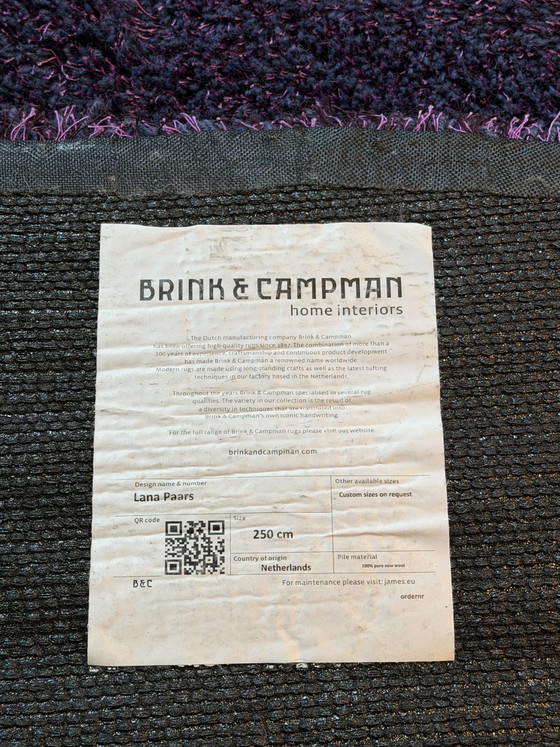 BRINK & CAMPMAN
home interiors
The Dutch manufacturing company Brink & Campman
has been offering high-quality rugs since 1897. The combination of more than a
100 years of experience, craftsmanship and continuous product development
has made Brink & Campman a renowned name worldwide.
Modern rugs are made using long-standing crafts as well as the latest tufting
techniques in our factory based in the Netherlands.
Throughout the years Brink & Campman specialised in several rug
qualities. The variety in our collection is the result of
a diversity in techniques that are translated into
Brink & Campman's own iconic handwriting.
For the full range of Brink & Campman rugs please visit our website.
brinkandcampman.com
Design name & number
Lana Paars
Other available sizes
Custom sizes on request
QR code
Size
250 cm
Country of origin
Netherlands
Pile material
100% pure new wool
B&C
For maintenance please visit: james.eu
ordernr